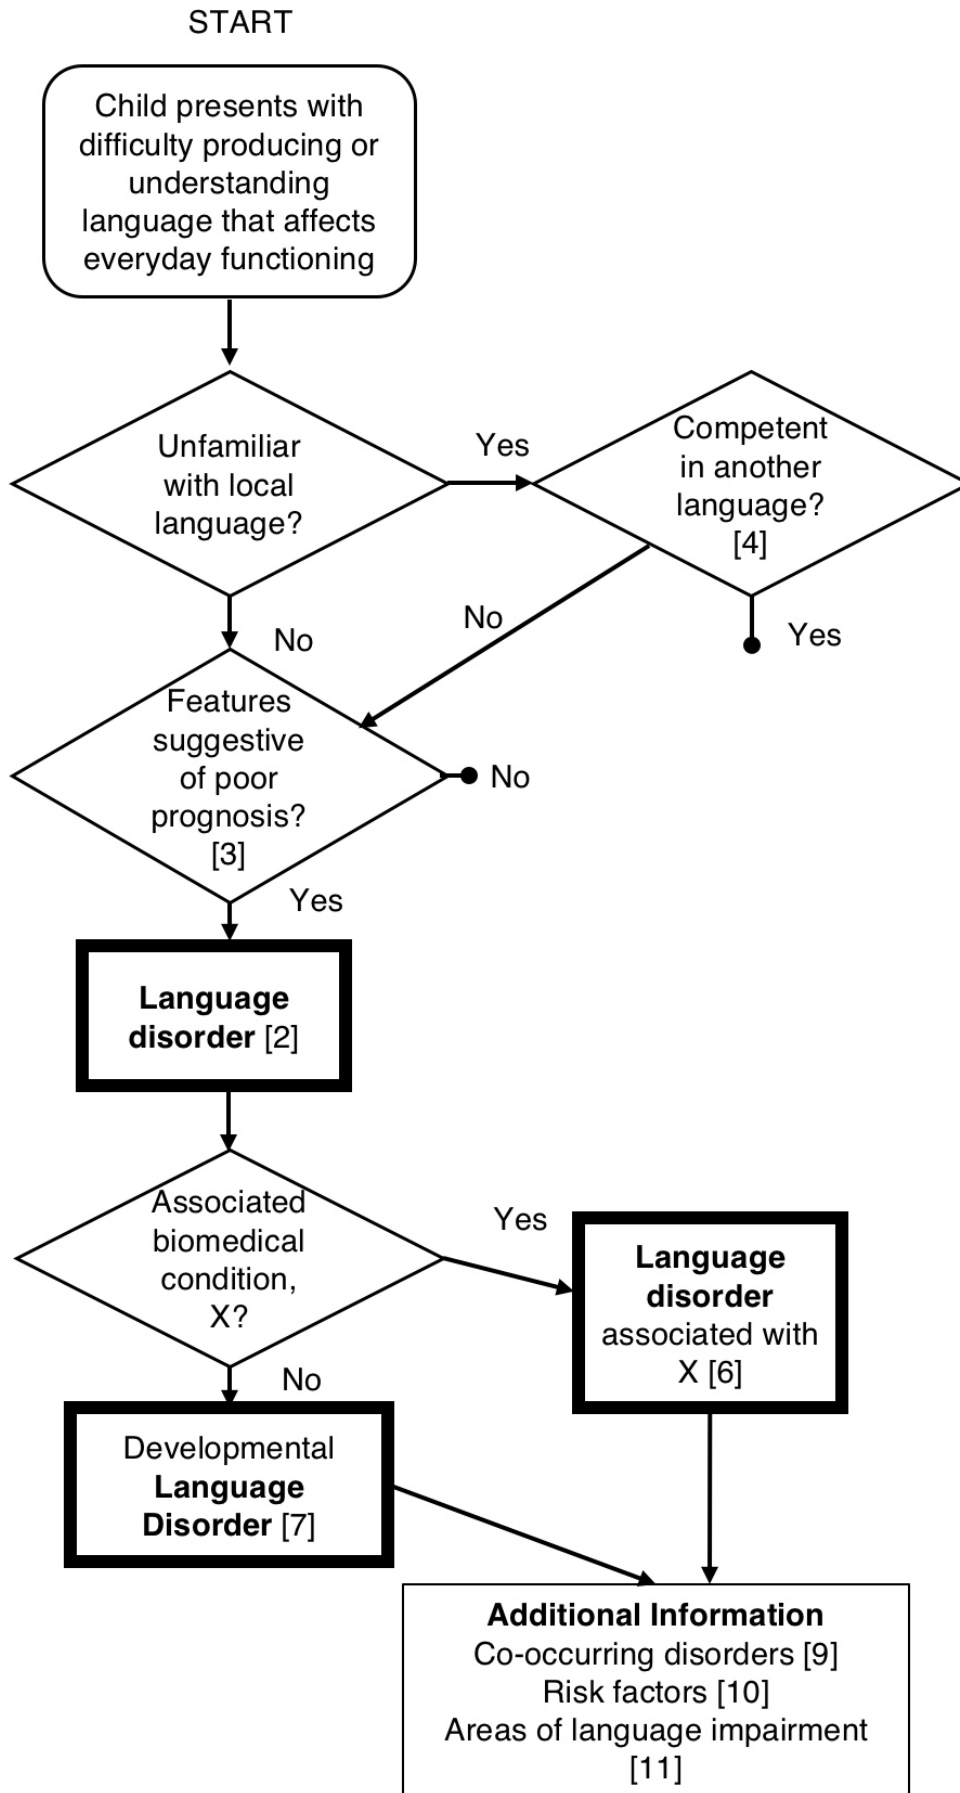 START
Child presents with
difficulty producing or
understanding
language that affects
everyday functioning
Unfamiliar
with local
language?
Yes
Competent
in another
language?
[4]
No
No
Yes
Features
suggestive
of poor
prognosis?
[3]
No
Yes
Language
disorder [2]
Associated
biomedical
condition,
X?
Yes
Language
disorder
associated with
X [6]
No
Developmental
Language
Disorder [7]
Additional Information
Co-occurring disorders [9]
Risk factors [10]
Areas of language impairment
[11]